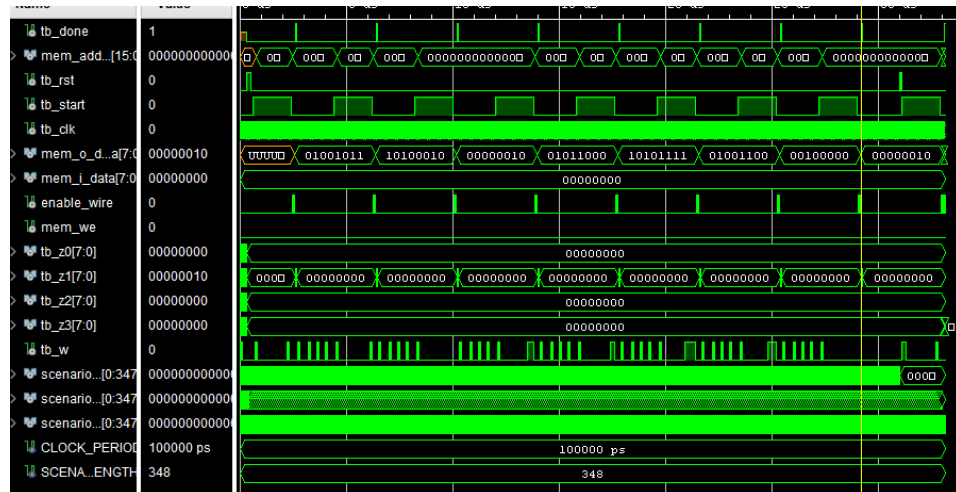 tb_done 1
mem_add...[15:0 000000000000 00 000 00 000 0000000000000 000 00 000 00 000 00 000 0000000000000
tb_rst 0
tb_start 0
tb_clk 0
mem_o_d...a[7:0 00000010 UUUU 01001011 10100010 00000010 01011000 10101111 01001100 00100000 00000010
mem_i_data[7:0 00000000 00000000
enable_wire 0
mem_we 0
tb_z0[7:0] 00000000 00000000
tb_z1[7:0] 00000010 000 00000000 00000000 00000000 00000000 00000000 00000000 00000000 00000000
tb_z2[7:0] 00000000 00000000
tb_z3[7:0] 00000000 00000000
tb_w 0
scenario...[0:347 000000000000 000
scenario...[0:347 000000000000
scenario...[0:347 000000000000
CLOCK_PERIOD 100000 ps 100000 ps
SCENA...ENGTH 348 348